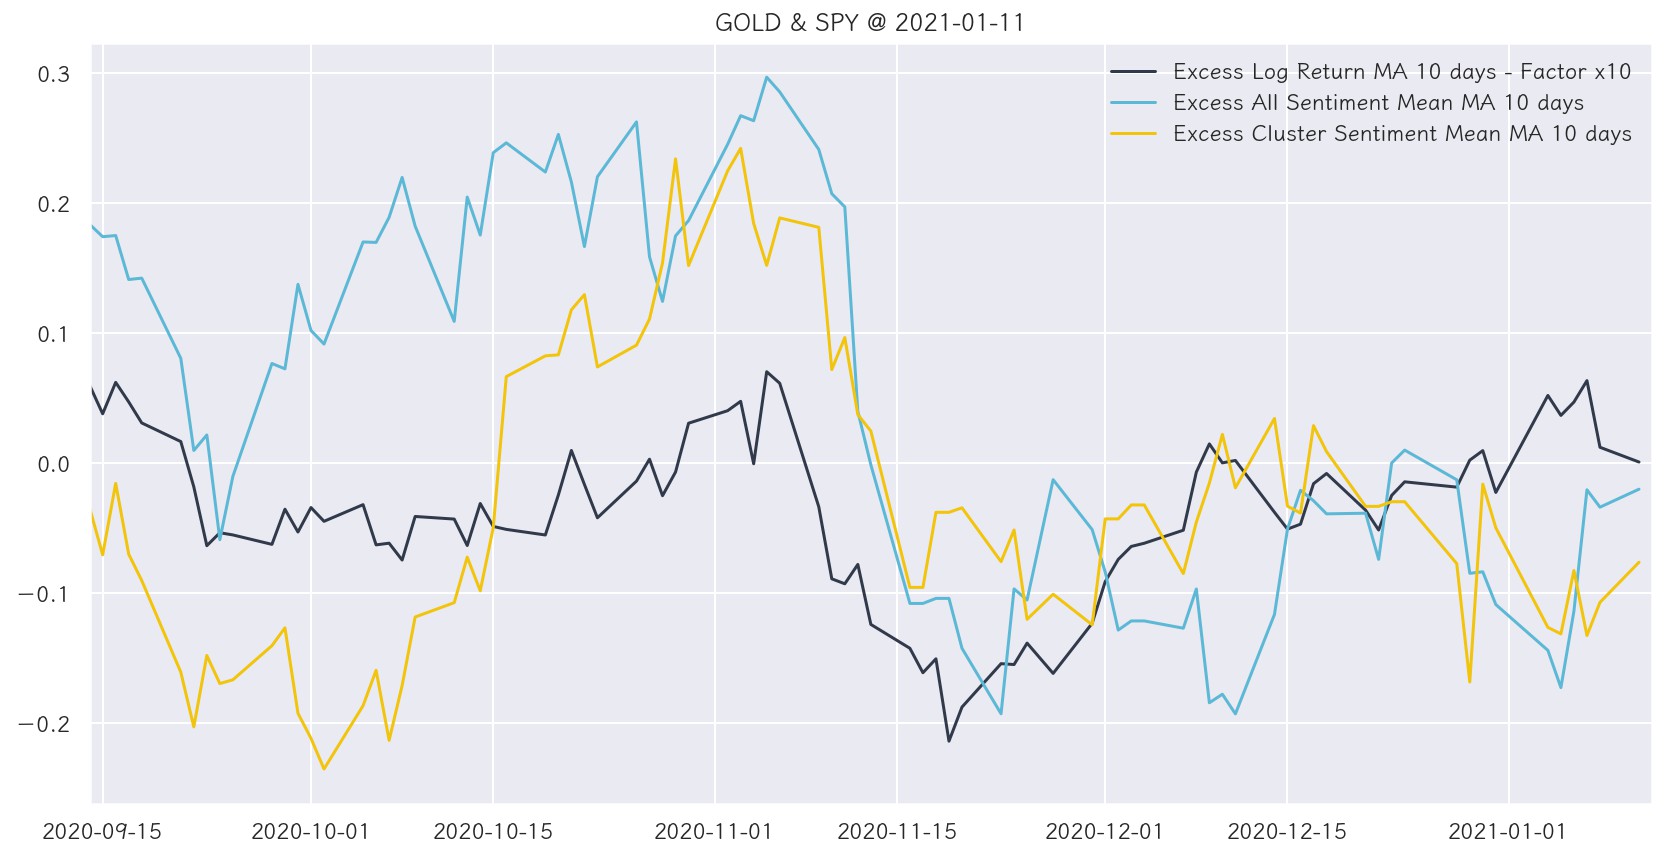 GOLD & SPY @ 2021-01-11
Excess Log Return MA 10 days - Factor x10
Excess All Sentiment Mean MA 10 days
Excess Cluster Sentiment Mean MA 10 days
0.3
0.2
0.1
0.0
−0.1
−0.2
2020-09-15 2020-10-01 2020-10-15 2020-11-01 2020-11-15 2020-12-01 2020-12-15 2021-01-01